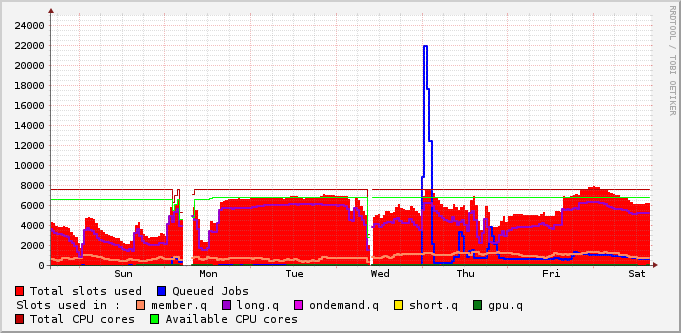 24000
22000
20000
18000
16000
14000
12000
10000
8000
6000
4000
2000
0
Sun Mon Tue Wed Thu Fri Sat
RRDTOOL / TOBI OETIKER
Total slots used Queued Jobs
Slots used in : member.q long.q ondemand.q short.q gpu.q
Total CPU cores Available CPU cores